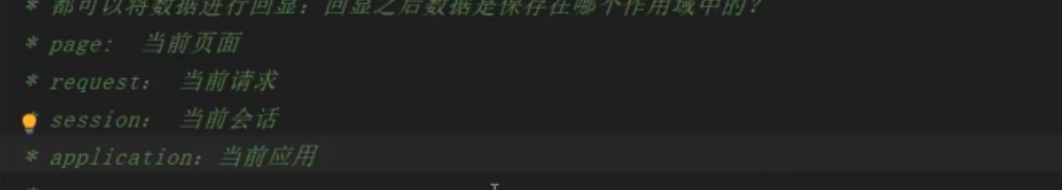 * 都可以将数据进行回显：回显之后数据是保存在哪个作用域中的？
* page:  当前页面
* request： 当前请求
* session： 当前会话
* application：当前应用
*